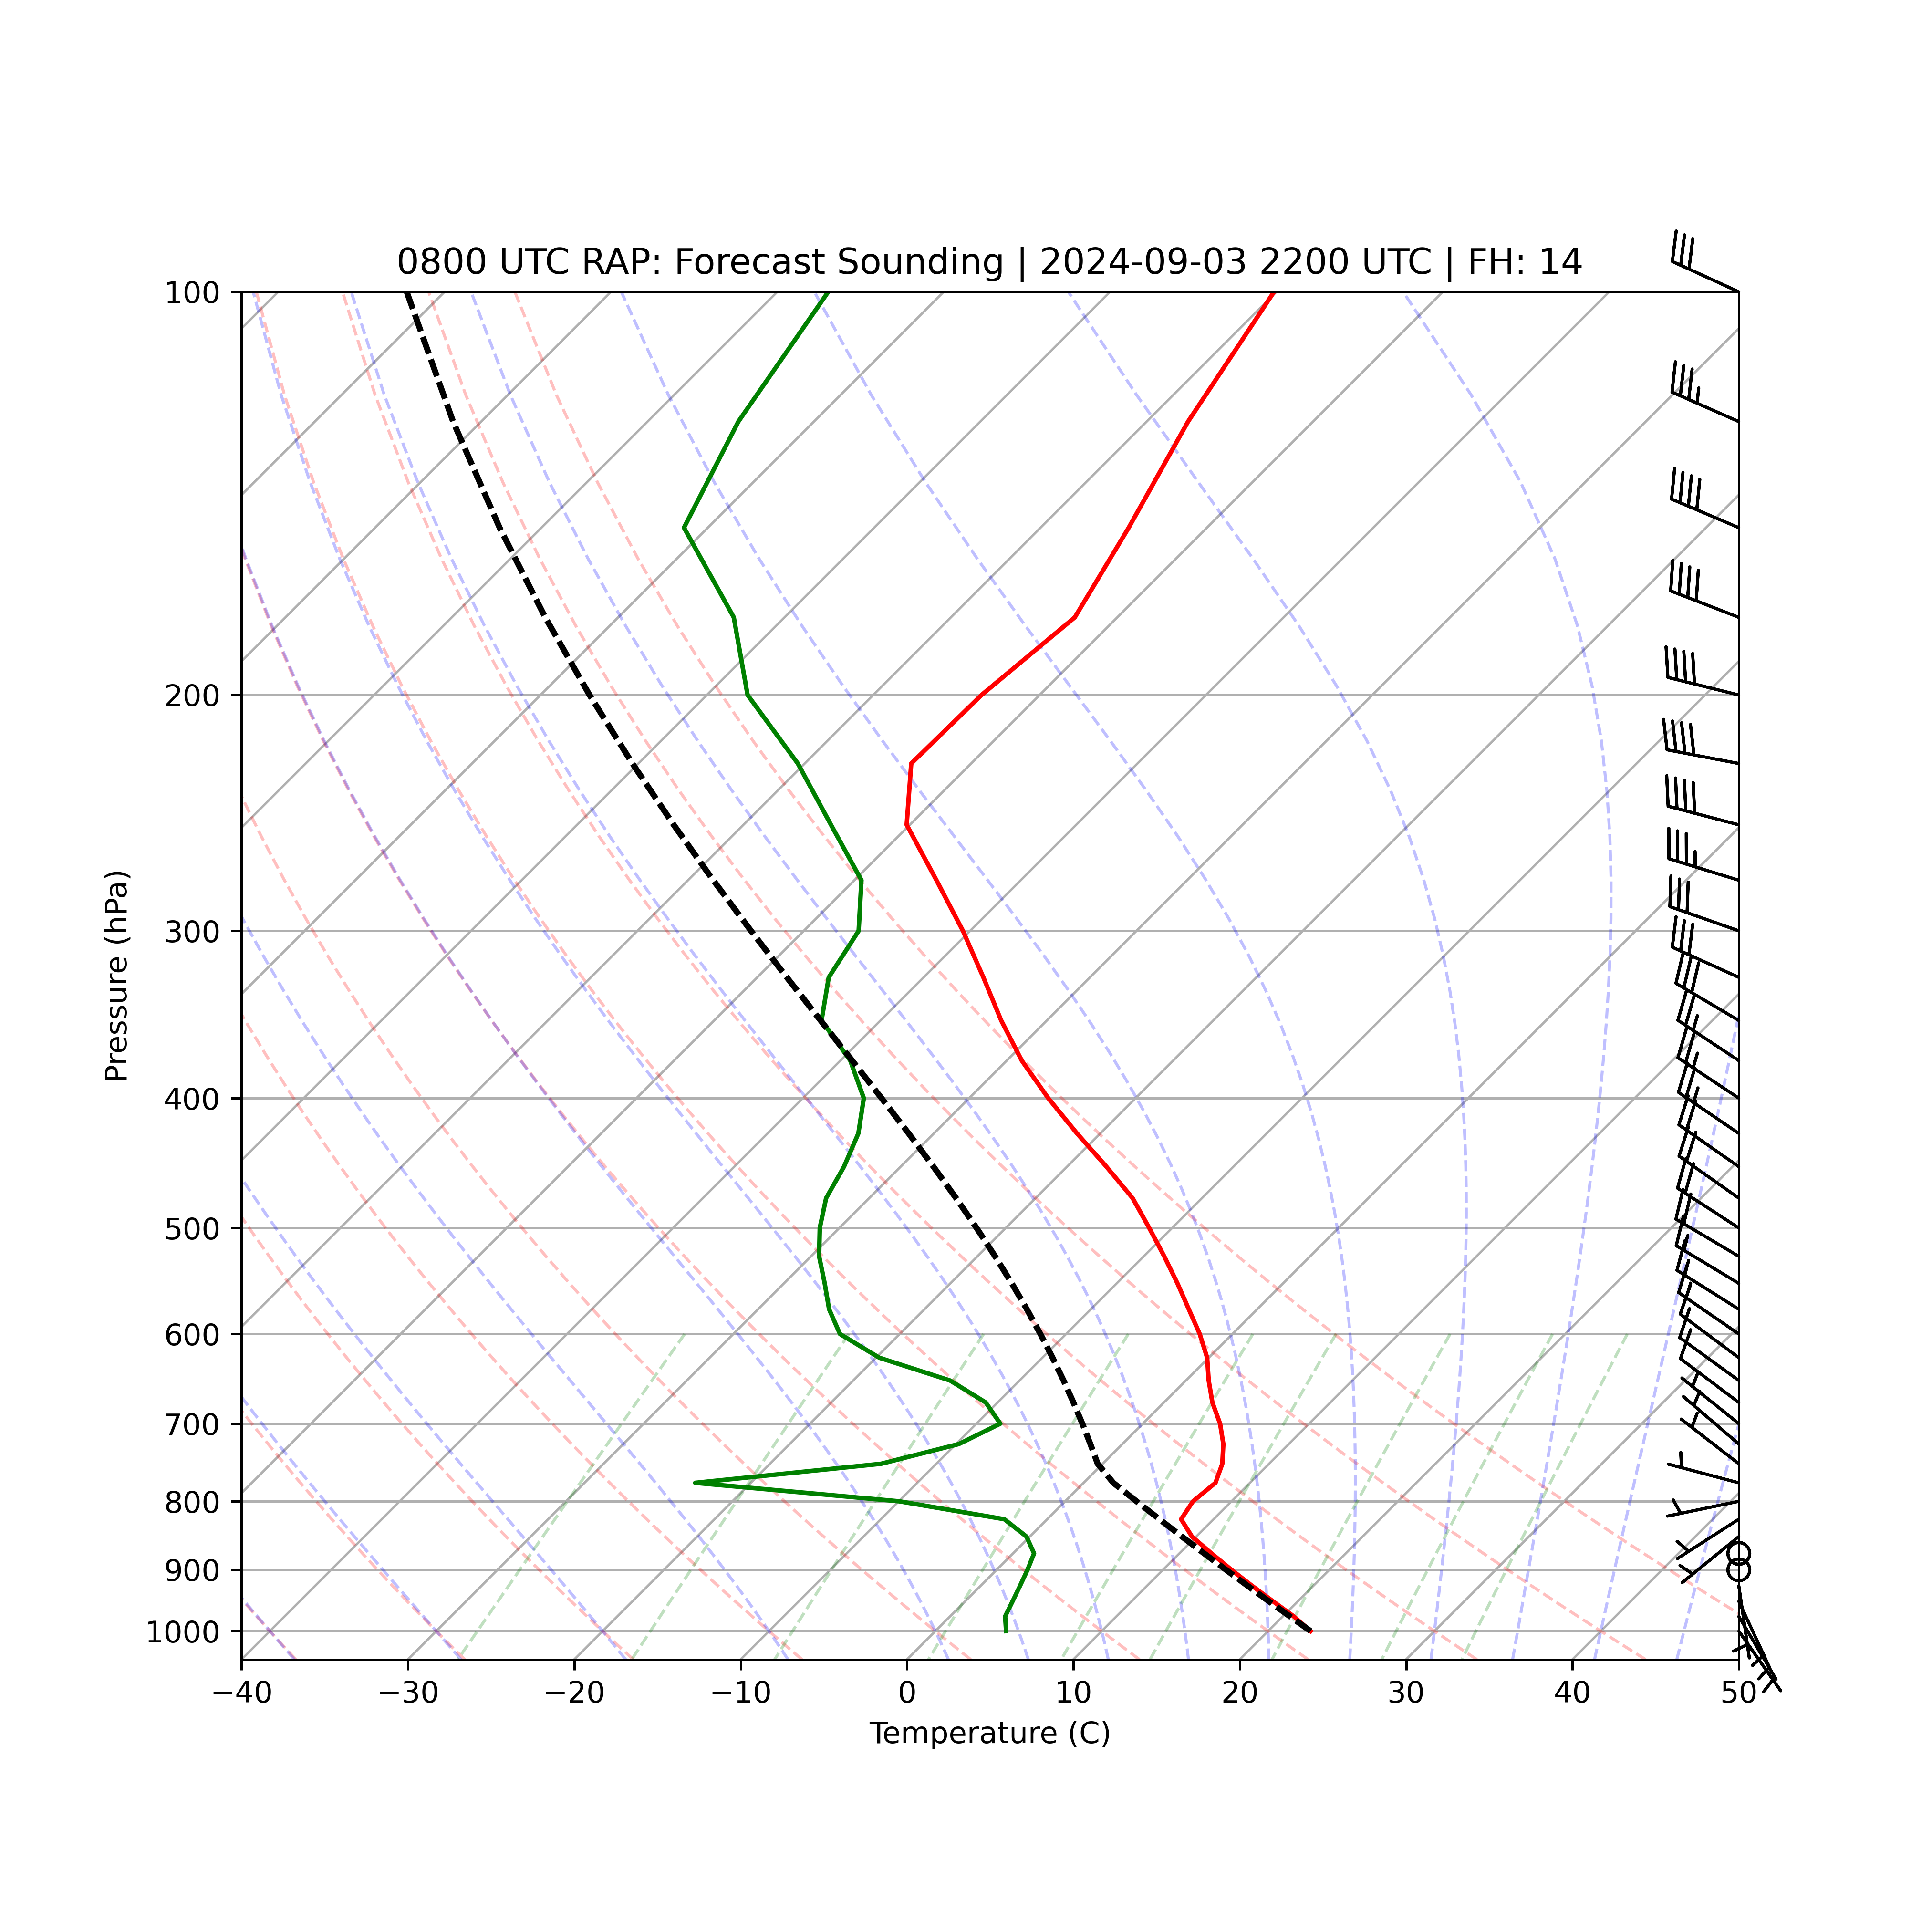 0800 UTC RAP: Forecast Sounding | 2024-09-03 2200 UTC | FH: 14
100
200
300
400
500
600
700
800
900
1000
Pressure (hPa)
−40 −30 −20 −10 0 10 20 30 40 50
Temperature (C)